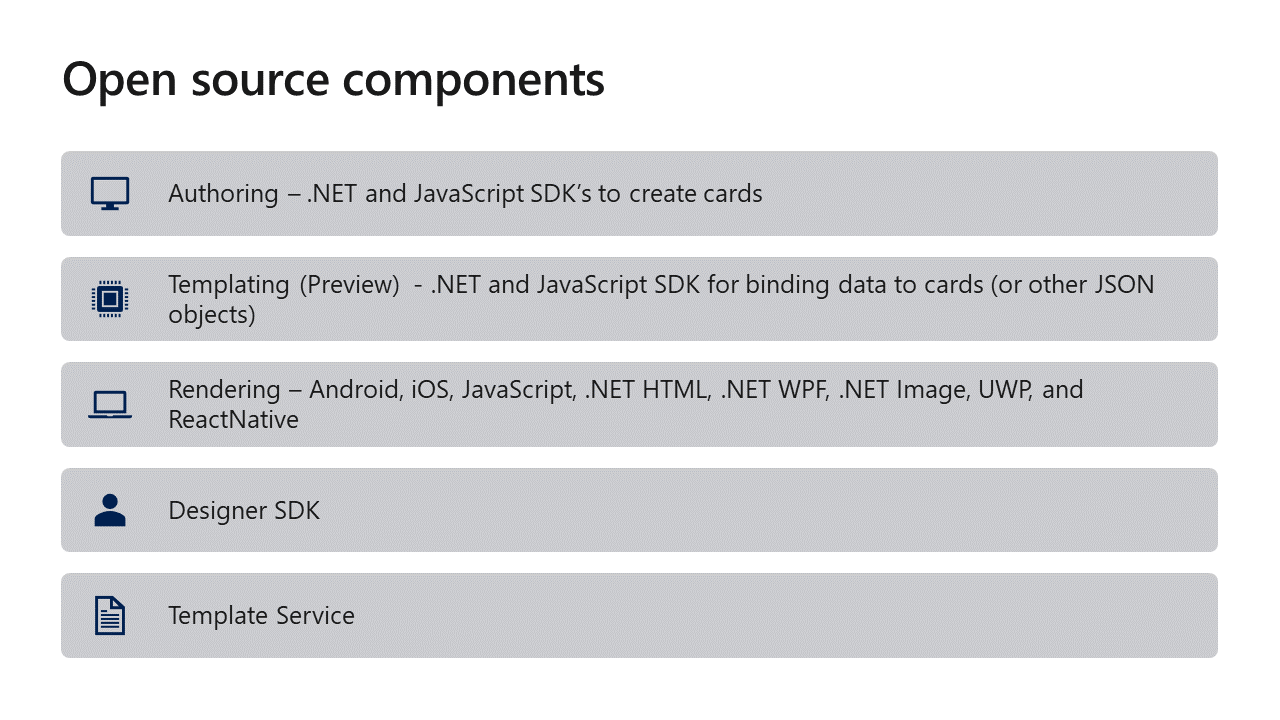 Open source components
Authoring – .NET and JavaScript SDK’s to create cards
Templating (Preview)  - .NET and JavaScript SDK for binding data to cards (or other JSON
objects)
Rendering – Android, iOS, JavaScript, .NET HTML, .NET WPF, .NET Image, UWP, and
ReactNative
Designer SDK
Template Service